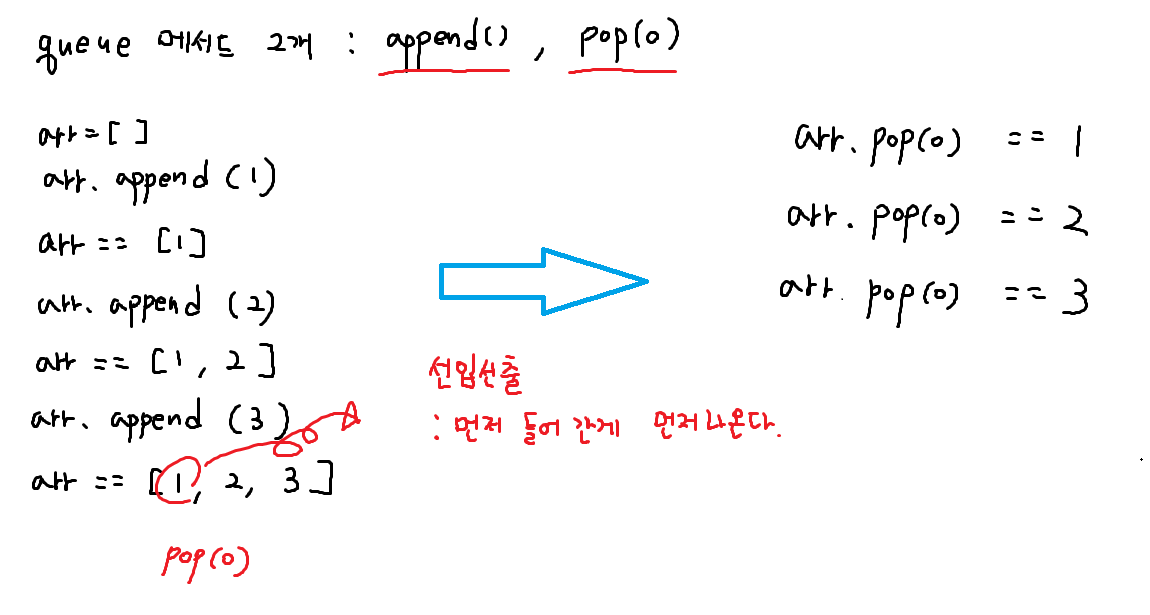 queue 메서드 2개 : append() , pop(0)
arr = [ ]
arr. append (1)
arr == [1]
arr. append (2)
arr == [1, 2]
arr. append (3)
arr == [1, 2, 3]
pop(0)
선입선출
: 먼저 들어 간게 먼저나온다.
arr. pop(0) == 1
arr. pop(0) == 2
arr. pop(0) == 3